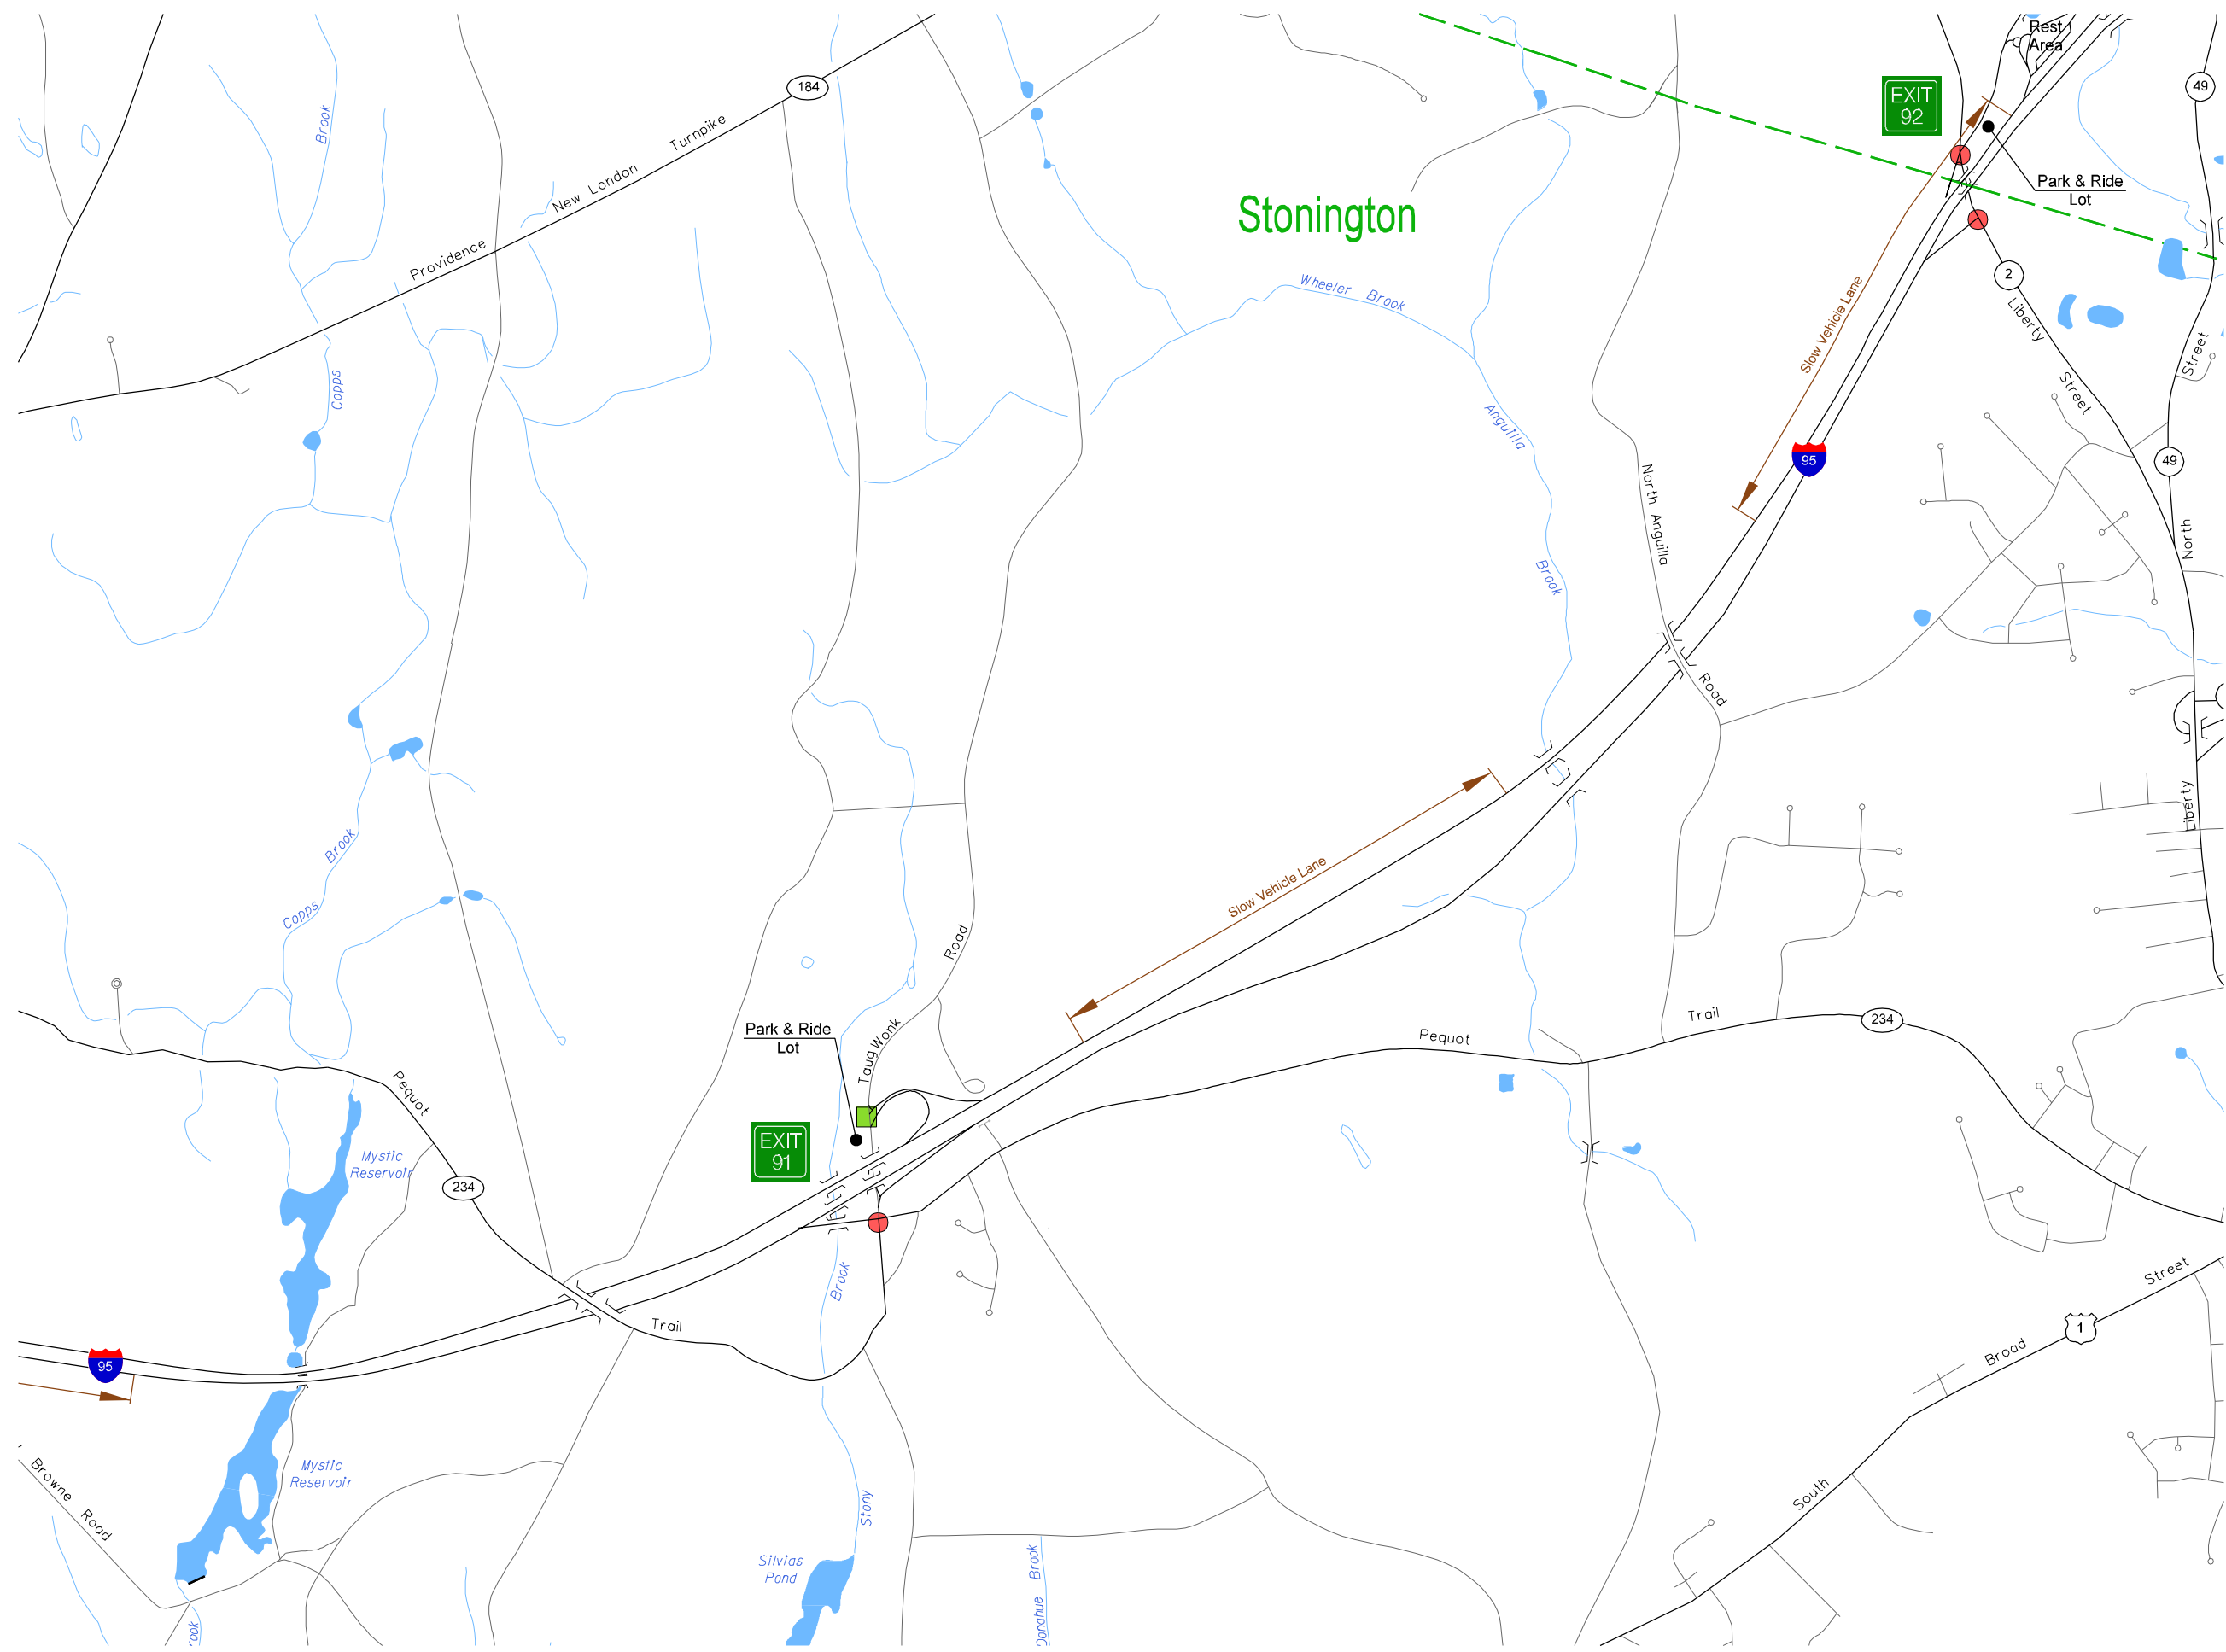 Rest
Area
184
49
EXIT
92
Brook
Providence New London Turnpike
Park & Ride
Lot
Stonington
2
Liberty
Street
Wheeler Brook
Slow Vehicle Lane
Street
Copps
Anguilla
Brook
95
49
North Anguilla
Road
North
Liberty
Copps Brook
Slow Vehicle Lane
Road
Taug Wonk
Park & Ride
Lot
Pequot Trail
234
Pequot
EXIT
91
Mystic
Reservoir
234
Trail
Brook
95
Street
1
Broad
South
Browne Road
Mystic
Reservoir
Stony
Silvias
Pond
Donahue Brook